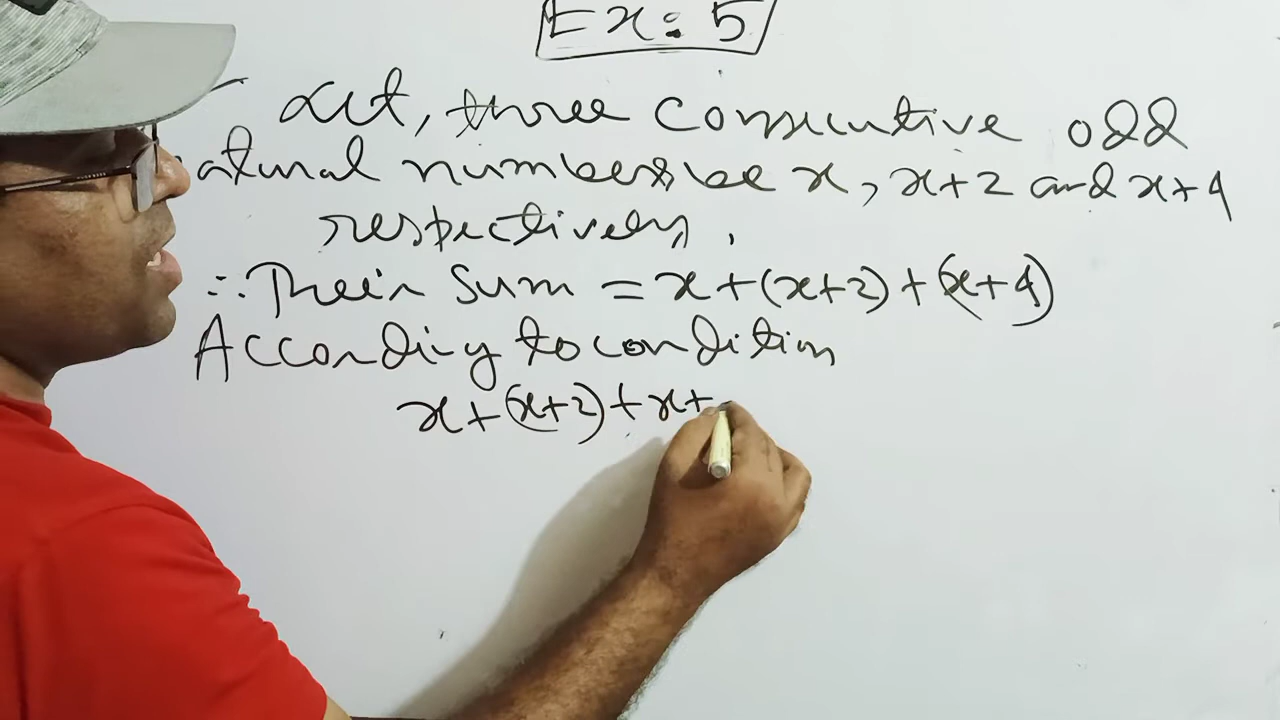 Ex: 5
Let, three consecutive odd
natural numbers be x, x+2 and x+4
respectively.
∴ Their sum = x+(x+2)+(x+4)
According to condition
x+(x+2)+x+